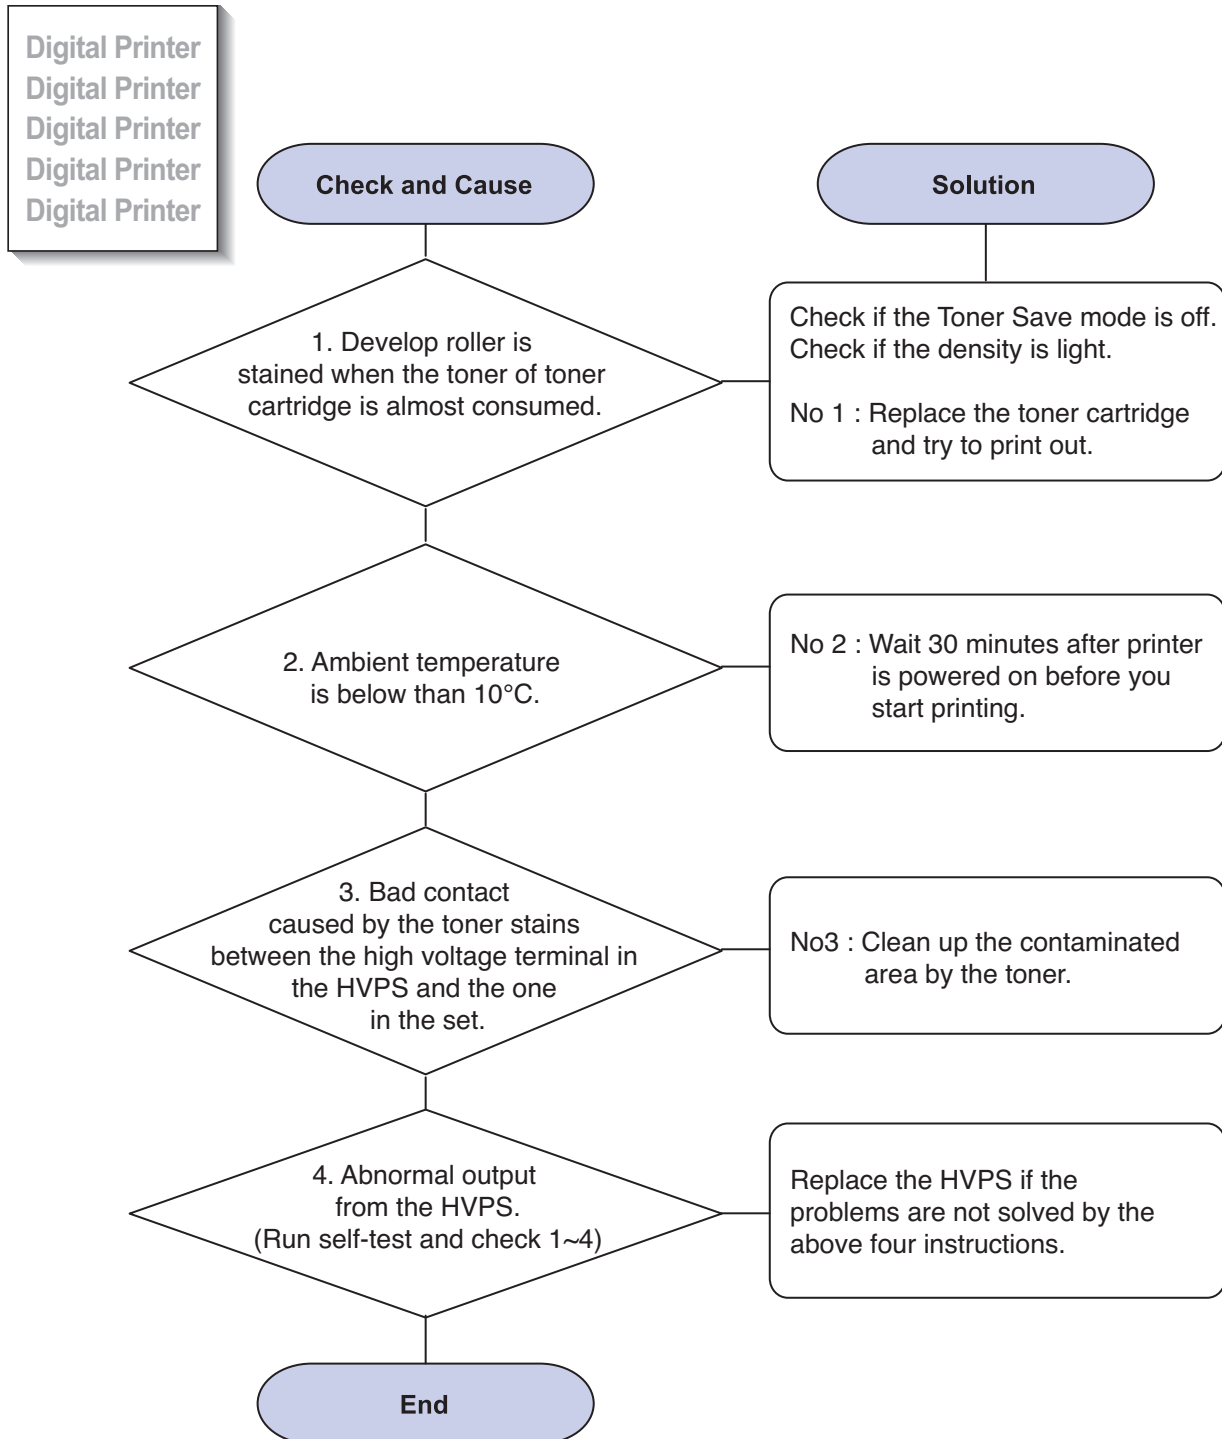 Digital Printer
Digital Printer
Digital Printer
Digital Printer
Digital Printer
Check and Cause
Solution
1. Develop roller is
stained when the toner of toner
cartridge is almost consumed.
Check if the Toner Save mode is off.
Check if the density is light.
No 1 : Replace the toner cartridge
and try to print out.
2. Ambient temperature
is below than 10°C.
No 2 : Wait 30 minutes after printer
is powered on before you
start printing.
3. Bad contact
caused by the toner stains
between the high voltage terminal in
the HVPS and the one
in the set.
No3 : Clean up the contaminated
area by the toner.
4. Abnormal output
from the HVPS.
(Run self-test and check 1~4)
Replace the HVPS if the
problems are not solved by the
above four instructions.
End